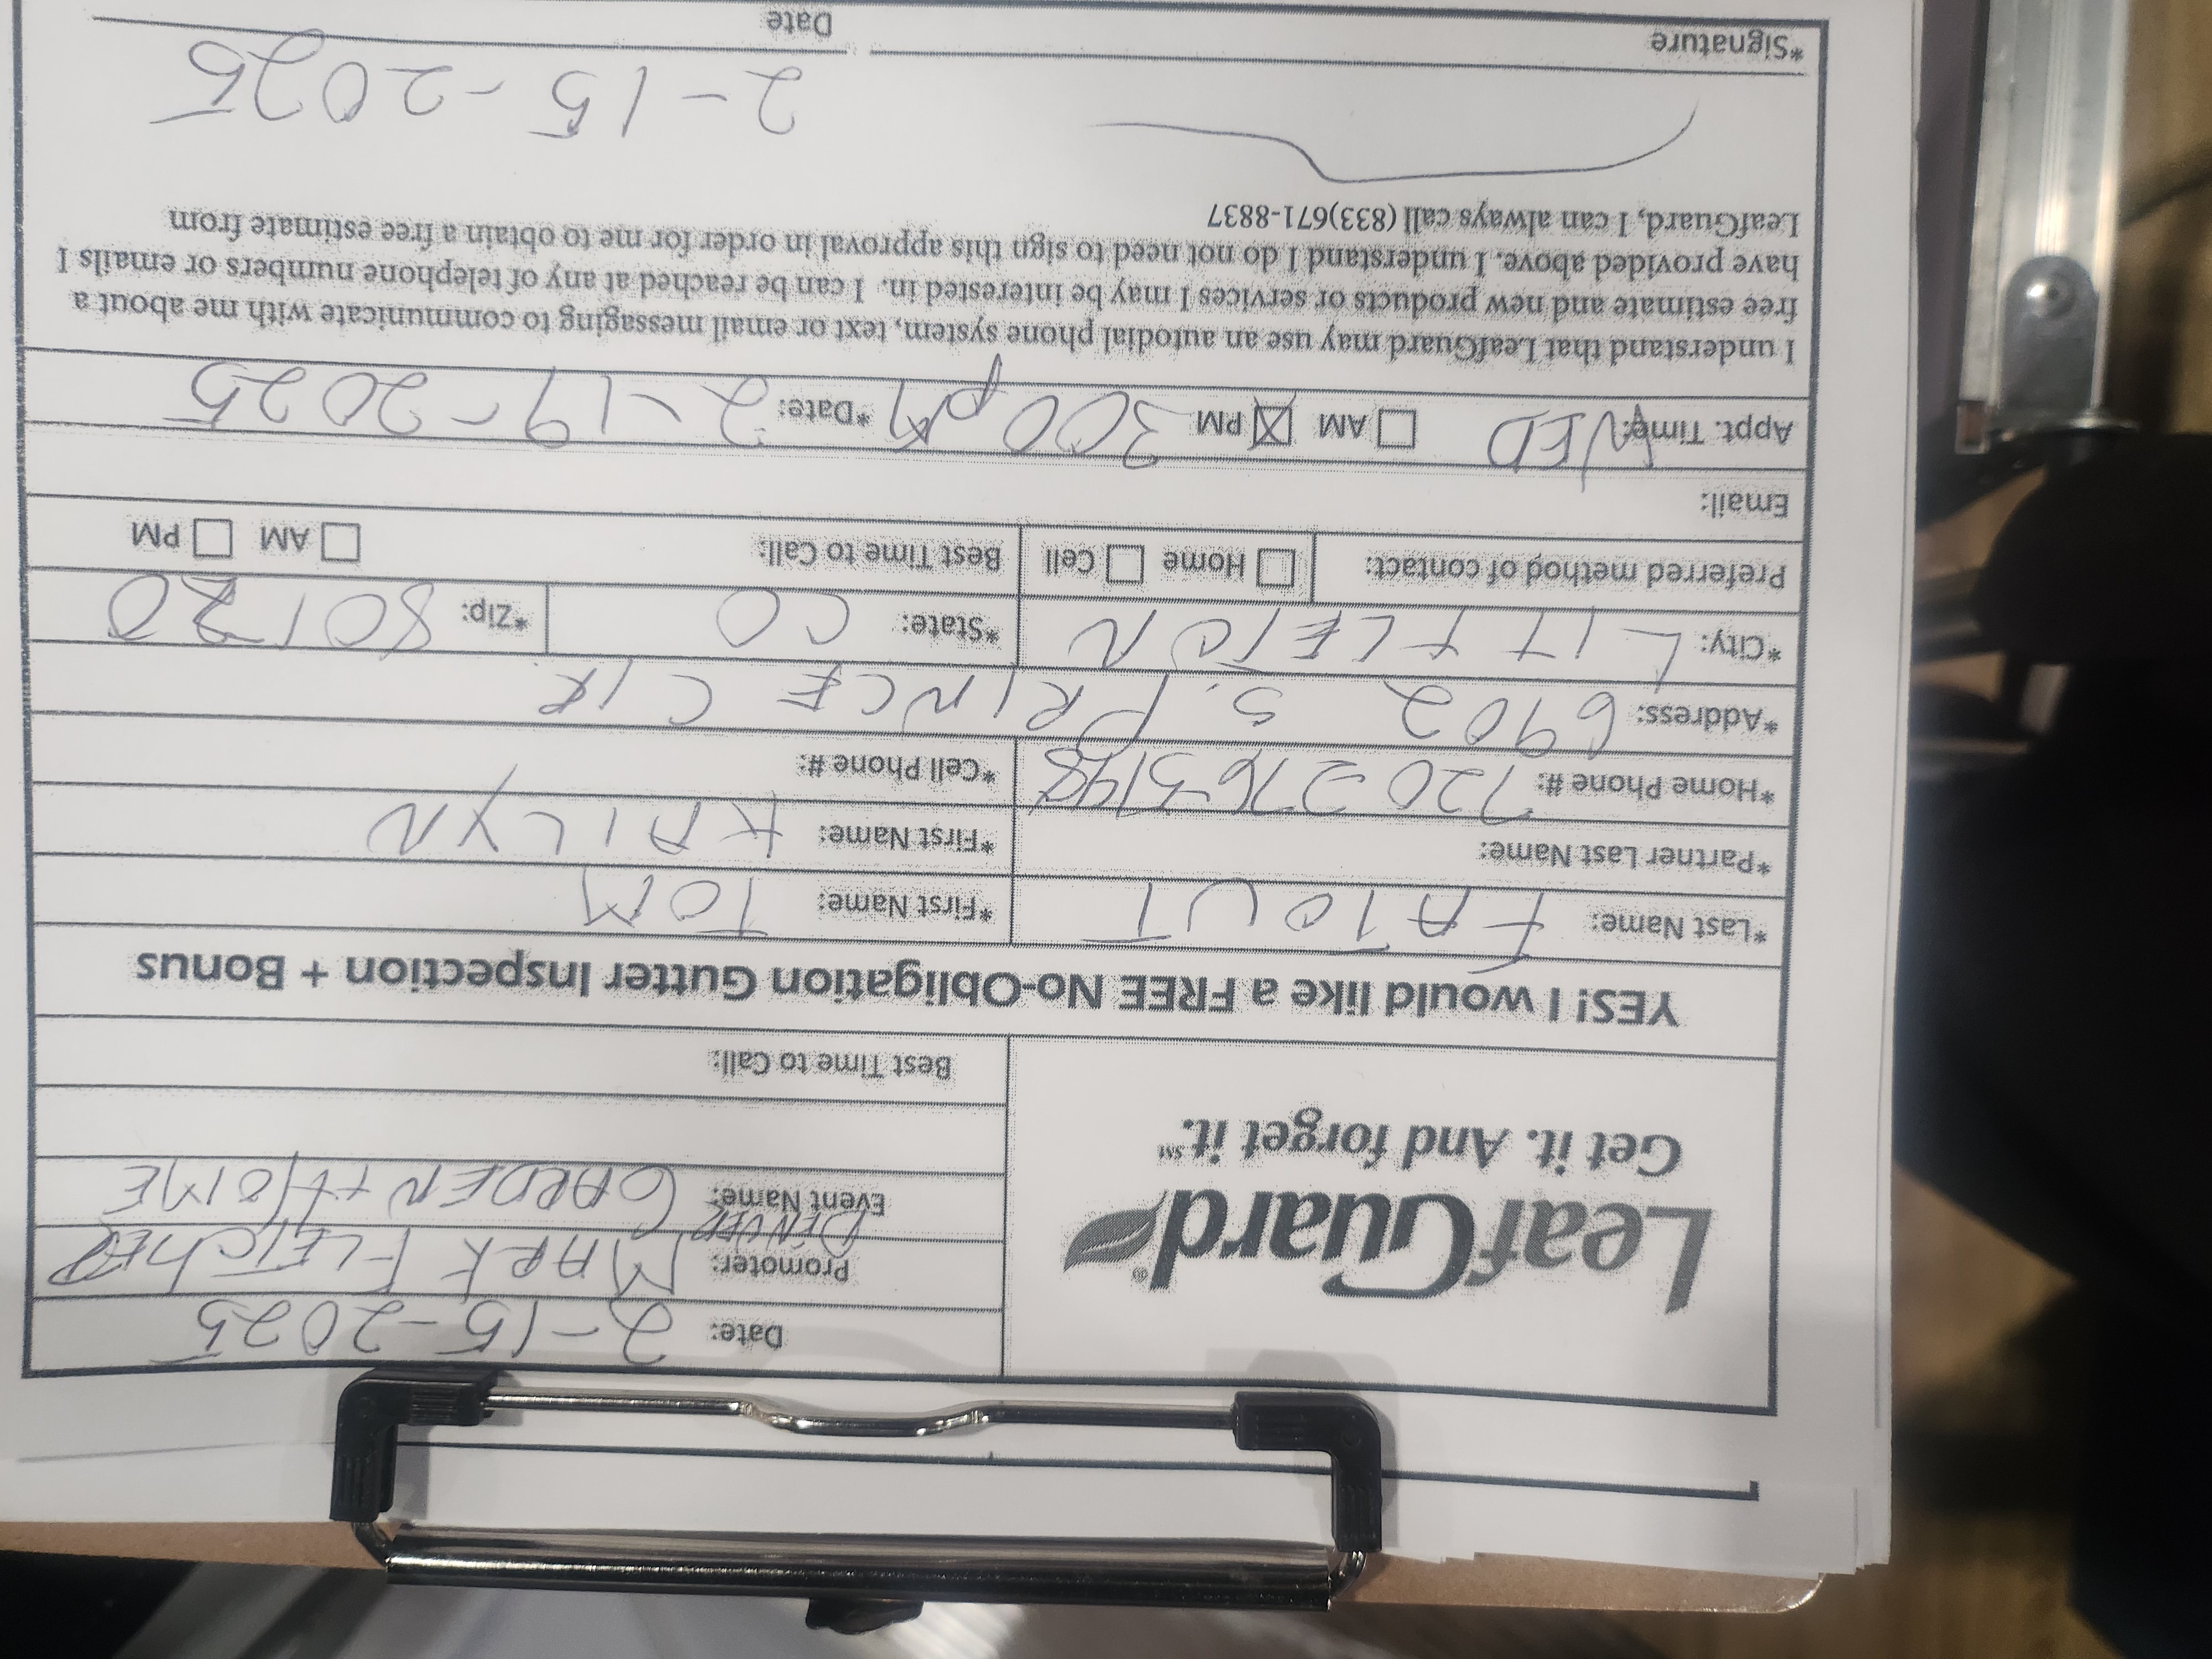 LeafGuard®
Get it. And forget it.℠
Date: 2-15-2025
Promoter: MARK FLETCHER
DENVER
Event Name: GARDEN + HOME
Best Time to Call:
YES! I would like a FREE No-Obligation Gutter Inspection + Bonus
*Last Name: FATOUT *First Name: TOM
*Partner Last Name: *First Name: KAILYN
*Home Phone #: 720-276-5148 *Cell Phone #:
*Address: 6902 S. PRINCE CIR.
*City: LITTLETON *State: CO *Zip: 80120
Preferred method of contact: Home Cell Best Time to Call: AM PM
Email:
Appt. Time: WED AM PM 300pM *Date: 2-19-2025
I understand that LeafGuard may use an autodial phone system, text or email messaging to communicate with me about a
free estimate and new products or services I may be interested in. I can be reached at any of telephone numbers or emails I
have provided above. I understand I do not need to sign this approval in order for me to obtain a free estimate from
LeafGuard, I can always call (833)671-8837
2-15-2025
*Signature Date